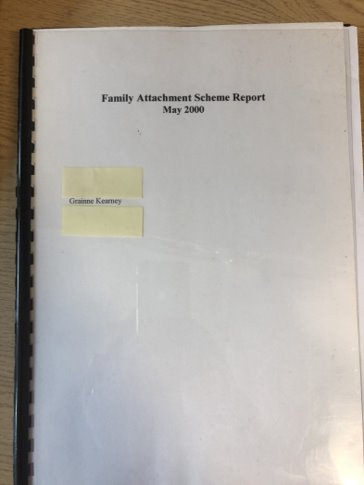 Family Attachment Scheme Report
May 2000
Grainne Kearney